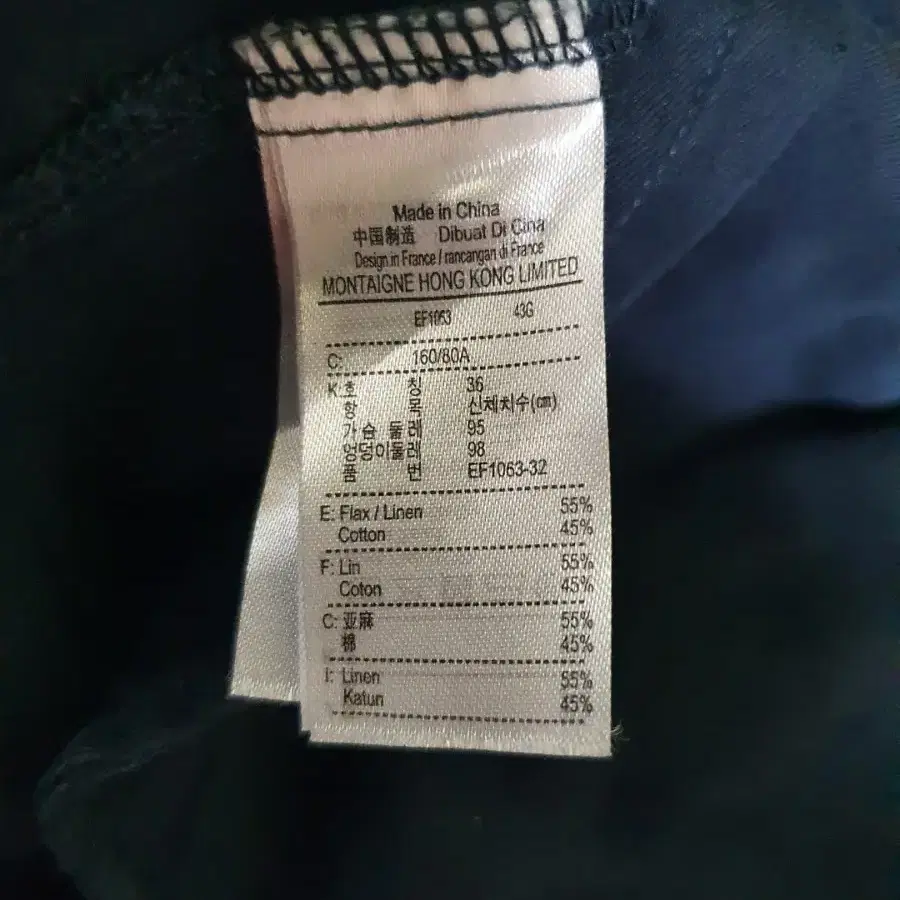 Made in China
中国制造 Dibuat Di Cina
Design in France / rancangan di France
MONTAIGNE HONG KONG LIMITED
EF1063 43G
C: 160/80A
K: 호 칭 36
항 목 신체치수(cm)
가슴 둘레 95
엉덩이둘레 98
품 번 EF1063-32
E: Flax / Linen 55%
Cotton 45%
F: Lin 55%
Coton 45%
C: 亚麻 55%
棉 45%
i: Linen 55%
Katun 45%